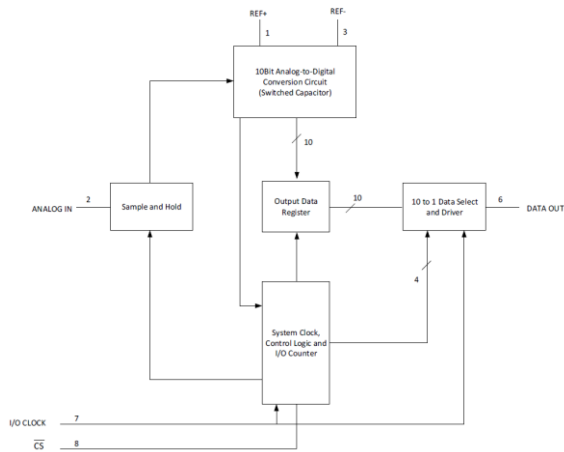 REF+
REF-
1
3
10Bit Analog-to-Digital
Conversion Circuit
(Switched Capacitor)
10
2
ANALOG IN
Sample and Hold
Output Data
Register
10
10 to 1 Data Select
and Driver
6
DATA OUT
4
System Clock,
Control Logic and
I/O Counter
I/O CLOCK
7
CS
8